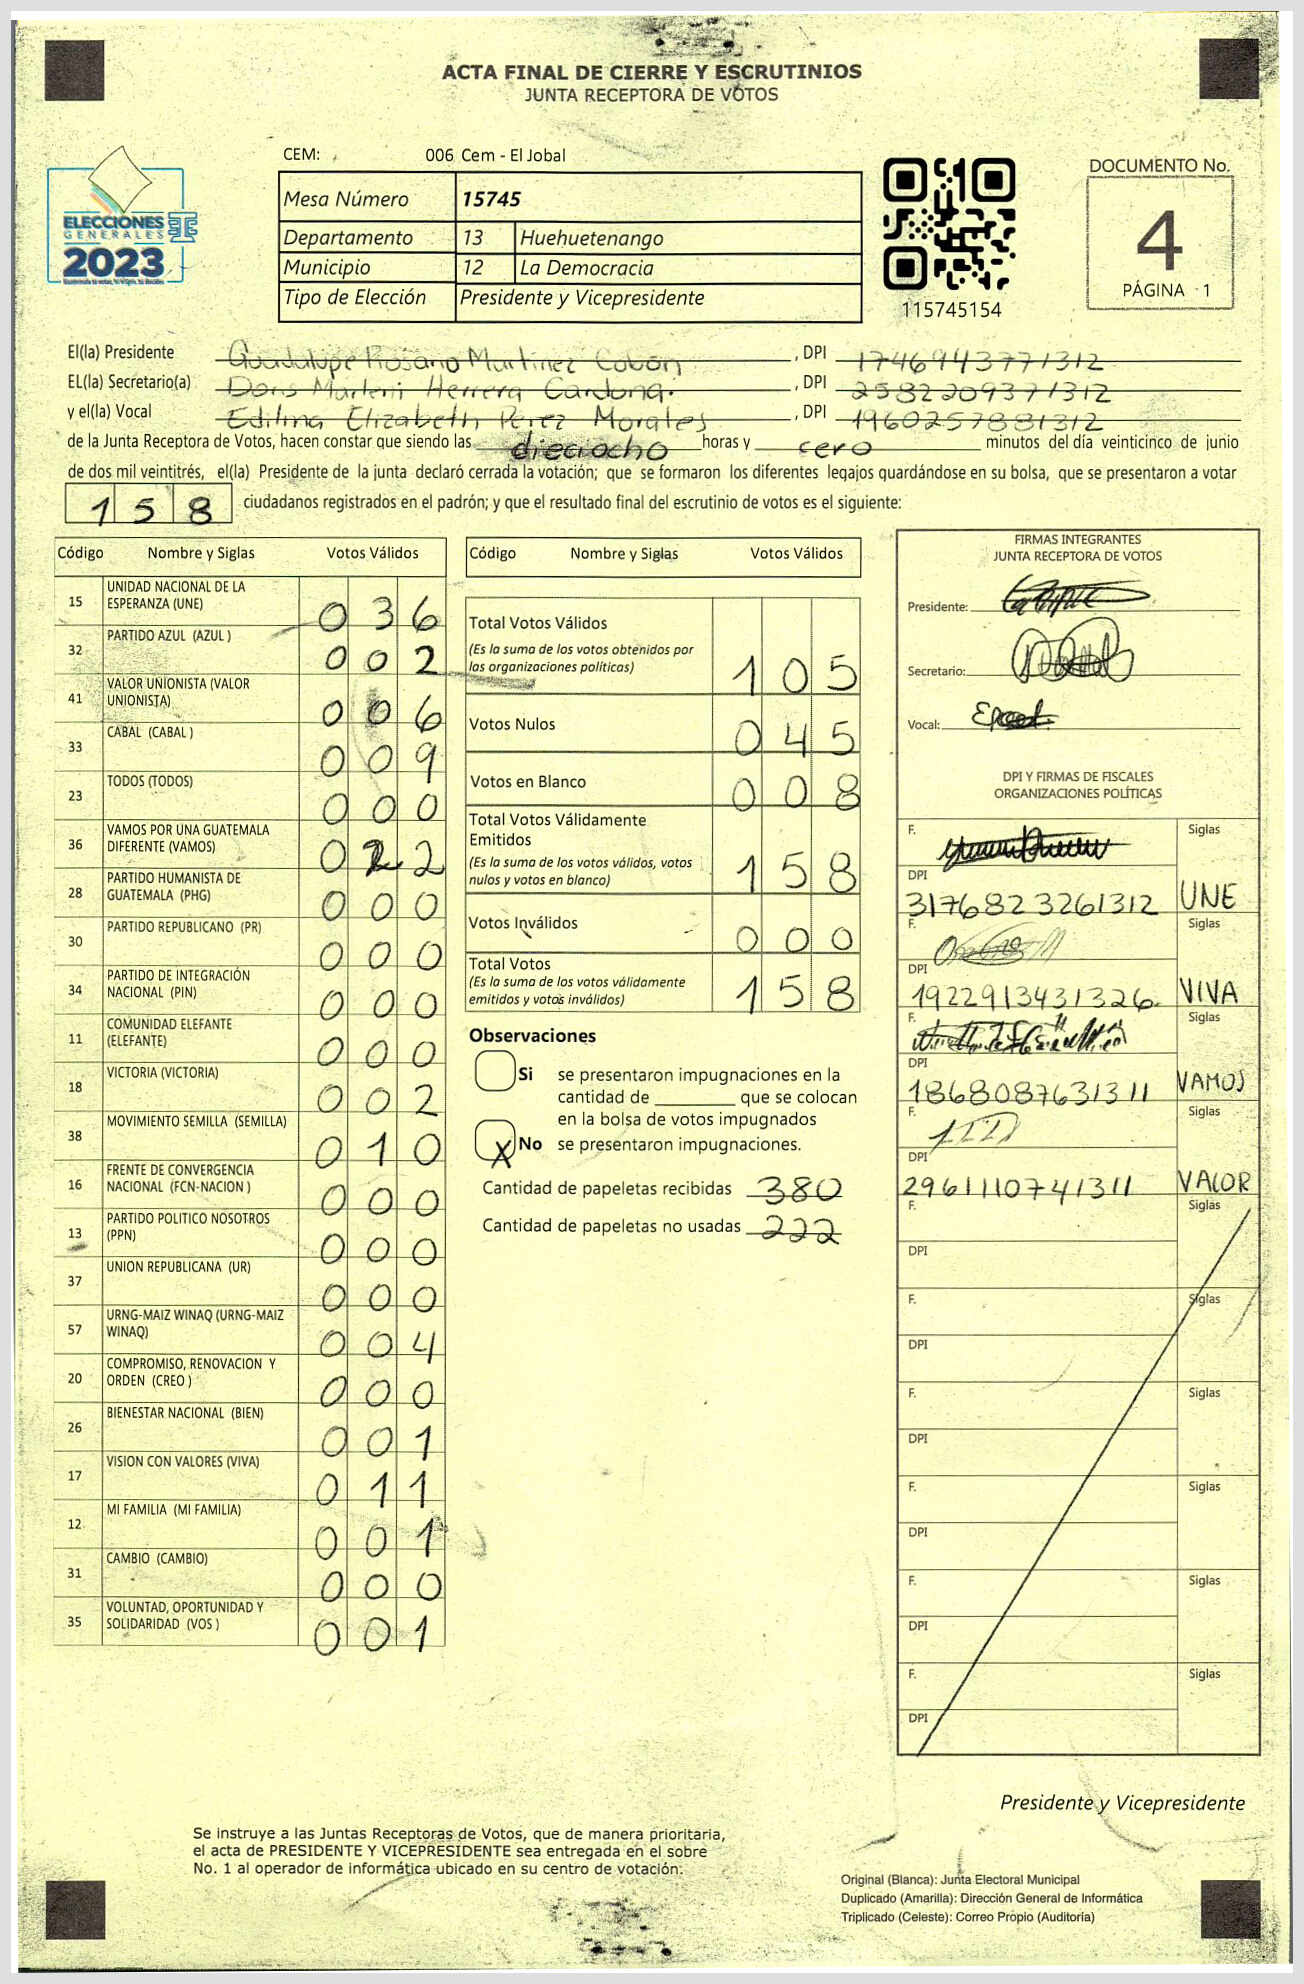 ACTA FINAL DE CIERRE Y ESCRUTINIOS
JUNTA RECEPTORA DE VOTOS
CEM: 006 Cem - El Jobal
ELECCIONES
GENERALES
2023
Mesa Número 15745
Departamento 13 Huehuetenango
Municipio 12 La Democracia
Tipo de Elección Presidente y Vicepresidente
115745154
DOCUMENTO No.
4
PÁGINA 1
El(la) Presidente Guadalupe Rosano Martínez Cobón , DPI 1746943771312
EL(la) Secretario(a) Doris Marleni Herrera Cardona. , DPI 2582209371312
y el(la) Vocal Edilma Elizabeth Perez Morales , DPI 1960257881312
de la Junta Receptora de Votos, hacen constar que siendo las dieciocho horas y cero minutos del día veinticinco de junio
de dos mil veintitrés, el(la) Presidente de la junta declaró cerrada la votación; que se formaron los diferentes legajos quardándose en su bolsa, que se presentaron a votar
158 ciudadanos registrados en el padrón; y que el resultado final del escrutinio de votos es el siguiente:
Código Nombre y Siglas Votos Válidos
15 UNIDAD NACIONAL DE LA
ESPERANZA (UNE) 036
32 PARTIDO AZUL (AZUL ) 002
41 VALOR UNIONISTA (VALOR
UNIONISTA) 006
33 CABAL (CABAL ) 009
23 TODOS (TODOS) 000
36 VAMOS POR UNA GUATEMALA
DIFERENTE (VAMOS) 022
28 PARTIDO HUMANISTA DE
GUATEMALA (PHG) 000
30 PARTIDO REPUBLICANO (PR) 000
34 PARTIDO DE INTEGRACIÓN
NACIONAL (PIN) 000
11 COMUNIDAD ELEFANTE
(ELEFANTE) 000
18 VICTORIA (VICTORIA) 002
38 MOVIMIENTO SEMILLA (SEMILLA) 010
16 FRENTE DE CONVERGENCIA
NACIONAL (FCN-NACION ) 000
13 PARTIDO POLITICO NOSOTROS
(PPN) 000
37 UNION REPUBLICANA (UR) 000
57 URNG-MAIZ WINAQ (URNG-MAIZ
WINAQ) 004
20 COMPROMISO, RENOVACION Y
ORDEN (CREO ) 000
26 BIENESTAR NACIONAL (BIEN) 001
17 VISION CON VALORES (VIVA) 011
12 MI FAMILIA (MI FAMILIA) 001
31 CAMBIO (CAMBIO) 000
35 VOLUNTAD, OPORTUNIDAD Y
SOLIDARIDAD (VOS ) 001
Código Nombre y Siglas Votos Válidos
Total Votos Válidos
(Es la suma de los votos obtenidos por
las organizaciones políticas) 105
Votos Nulos 045
Votos en Blanco 008
Total Votos Válidamente
Emitidos
(Es la suma de los votos válidos, votos
nulos y votos en blanco) 158
Votos Inválidos 000
Total Votos
(Es la suma de los votos válidamente
emitidos y votos inválidos) 158
Observaciones
Si se presentaron impugnaciones en la
cantidad de ________ que se colocan
en la bolsa de votos impugnados
X No se presentaron impugnaciones.
Cantidad de papeletas recibidas 380
Cantidad de papeletas no usadas 222
FIRMAS INTEGRANTES
JUNTA RECEPTORA DE VOTOS
Presidente:
Secretario:
Vocal:
DPI Y FIRMAS DE FISCALES
ORGANIZACIONES POLÍTICAS
F. Siglas
DPI
3176823261312 UNE
F. Siglas
DPI
1922913431326 VIVA
F. Siglas
DPI
1868087631311 VAMOS
F. Siglas
DPI
2961110741311 VALOR
F. Siglas
DPI
F. Siglas
DPI
F. Siglas
DPI
F. Siglas
DPI
F. Siglas
DPI
F. Siglas
DPI
Presidente y Vicepresidente
Se instruye a las Juntas Receptoras de Votos, que de manera prioritaria,
el acta de PRESIDENTE Y VICEPRESIDENTE sea entregada en el sobre
No. 1 al operador de informática ubicado en su centro de votación.
Original (Blanca): Junta Electoral Municipal
Duplicado (Amarilla): Dirección General de Informática
Triplicado (Celeste): Correo Propio (Auditoria)